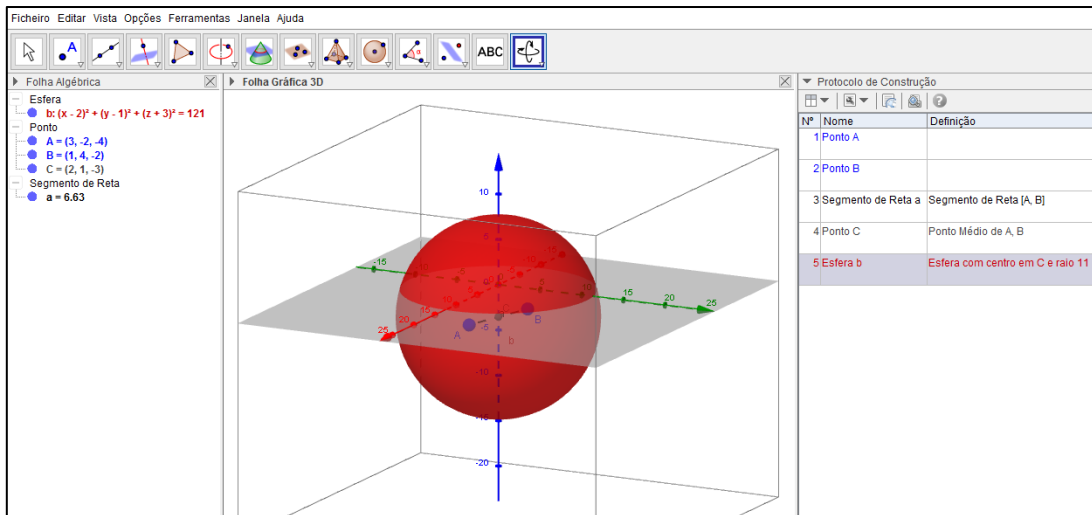 Ficheiro Editar Vista Opções Ferramentas Janela Ajuda
A
ABC
Folha Algébrica
Esfera
b: (x - 2)² + (y - 1)² + (z + 3)² = 121
Ponto
A = (3, -2, -4)
B = (1, 4, -2)
C = (2, 1, -3)
Segmento de Reta
a = 6.63
Folha Gráfica 3D
10
-15
-15
-10
15
20
25
10
15
20
25
-5
A
B
b
-10
-15
-20
Protocolo de Construção
Nº Nome Definição
1 Ponto A
2 Ponto B
3 Segmento de Reta a Segmento de Reta [A, B]
4 Ponto C Ponto Médio de A, B
5 Esfera b Esfera com centro em C e raio 11